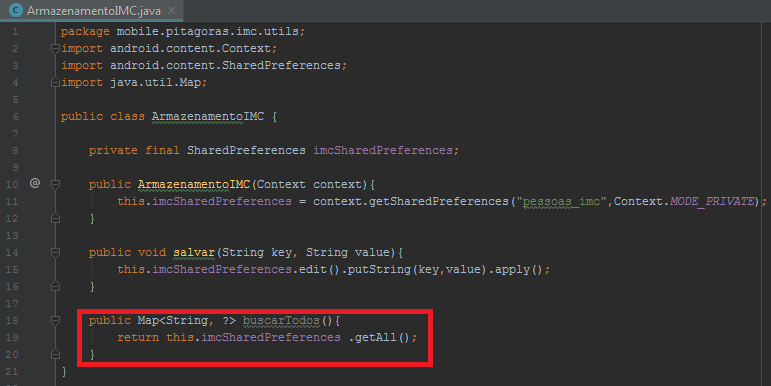 ArmazenamentoIMC.java
1 package mobile.pitagoras.imc.utils;
2 import android.content.Context;
3 import android.content.SharedPreferences;
4 import java.util.Map;
5
6 public class ArmazenamentoIMC {
7
8 private final SharedPreferences imcSharedPreferences;
9
10 public ArmazenamentoIMC(Context context){
11 this.imcSharedPreferences = context.getSharedPreferences("pessoas_imc",Context.MODE_PRIVATE);
12 }
13
14 public void salvar(String key, String value){
15 this.imcSharedPreferences.edit().putString(key,value).apply();
16 }
17
18 public Map<String, ?> buscarTodos(){
19 return this.imcSharedPreferences .getAll();
20 }
21 }